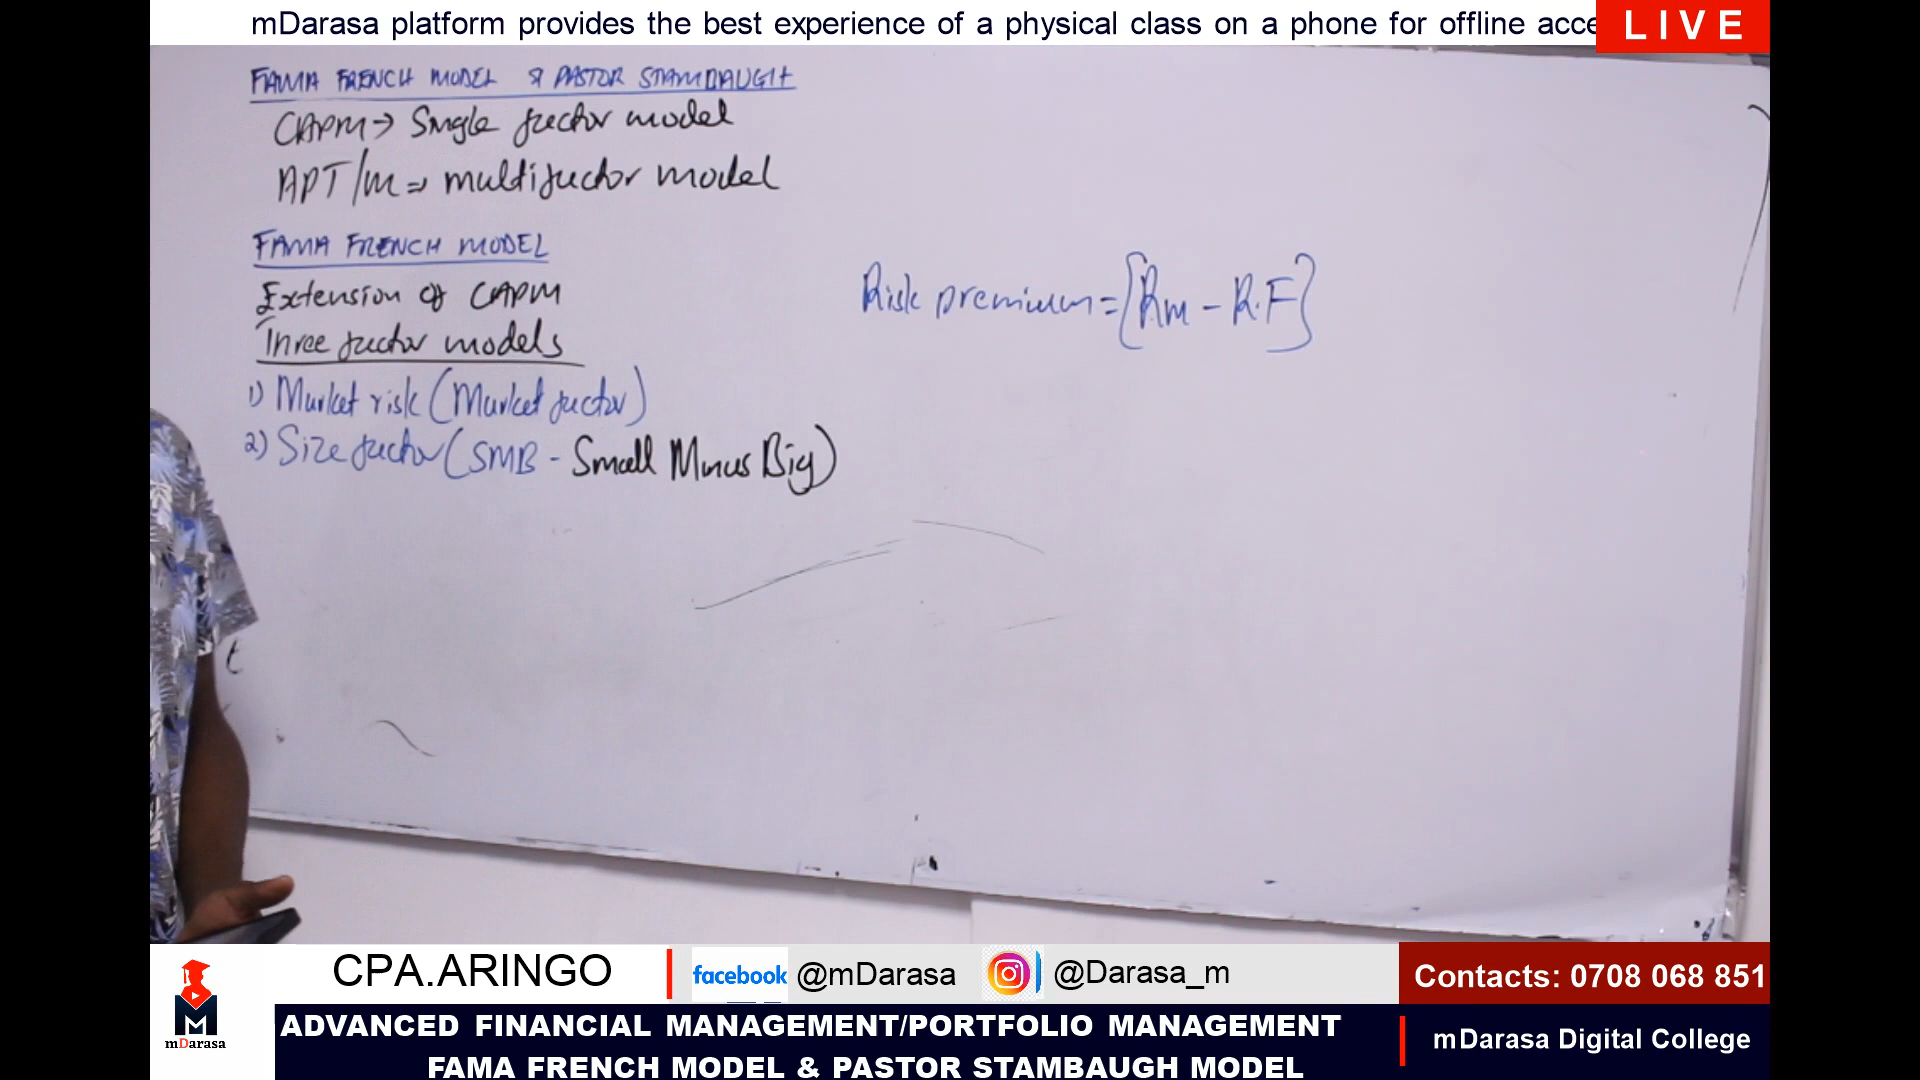 mDarasa platform provides the best experience of a physical class on a phone for offline acce
LIVE
FAMA FRENCH MODEL & PASTOR STAMBAUGH
CAPM → Single factor model
APT/M ⇒ multifactor model
FAMA FRENCH MODEL
Extension of CAPM
Three factor models
1) Market risk (Market factor)
2) Size factor (SMB - Small Minus Big)
Risk premium = {Rm - R.F}
t
CPA.ARINGO
facebook @mDarasa
@Darasa_m
Contacts: 0708 068 851
M
mDarasa
ADVANCED FINANCIAL MANAGEMENT/PORTFOLIO MANAGEMENT
FAMA FRENCH MODEL & PASTOR STAMBAUGH MODEL
mDarasa Digital College